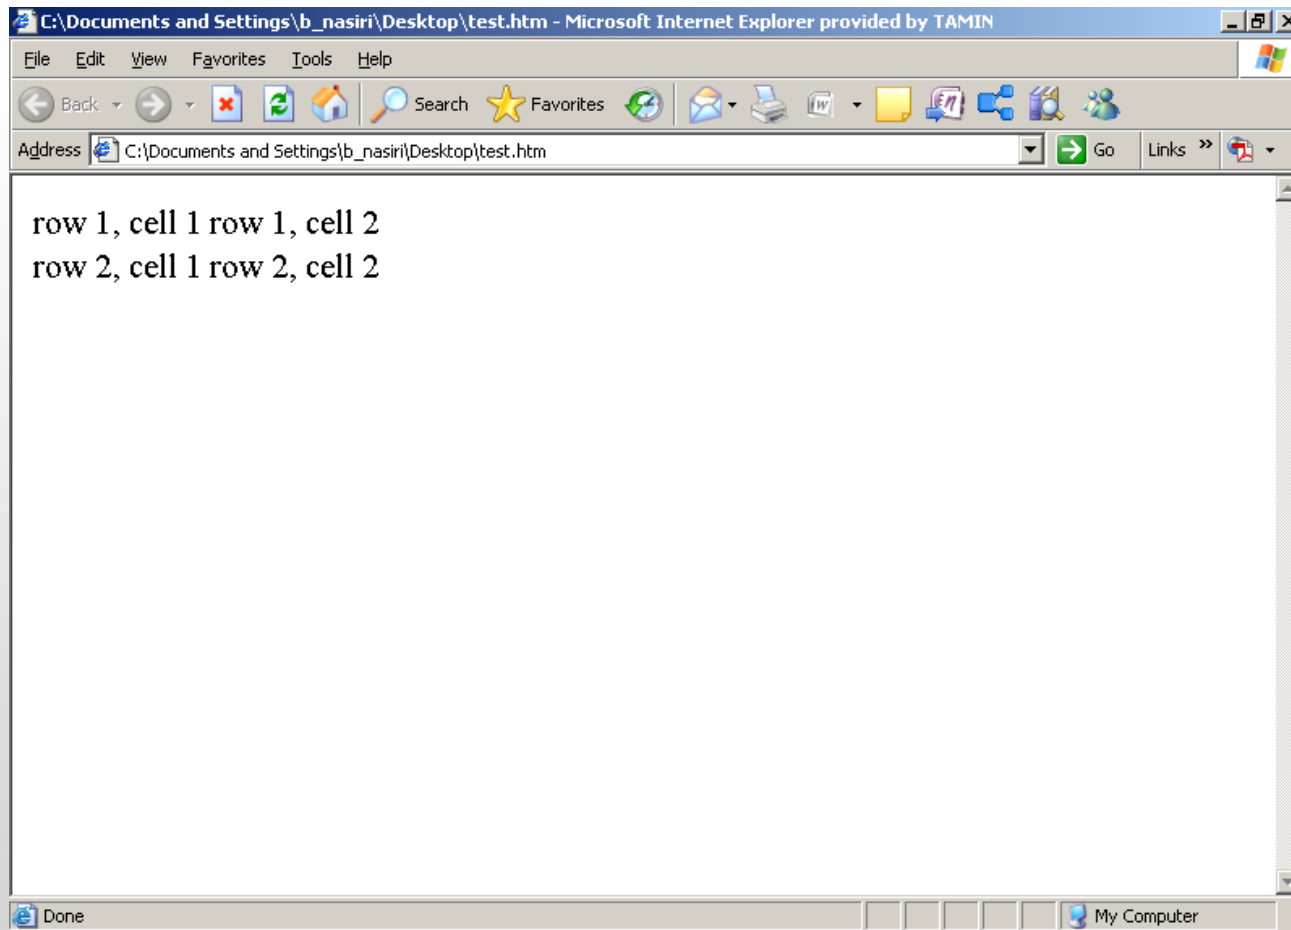 C:\Documents and Settings\b_nasiri\Desktop\test.htm - Microsoft Internet Explorer provided by TAMIN
File Edit View Favorites Tools Help
Back Search Favorites
Address C:\Documents and Settings\b_nasiri\Desktop\test.htm Go Links »
row 1, cell 1 row 1, cell 2
row 2, cell 1 row 2, cell 2
Done My Computer